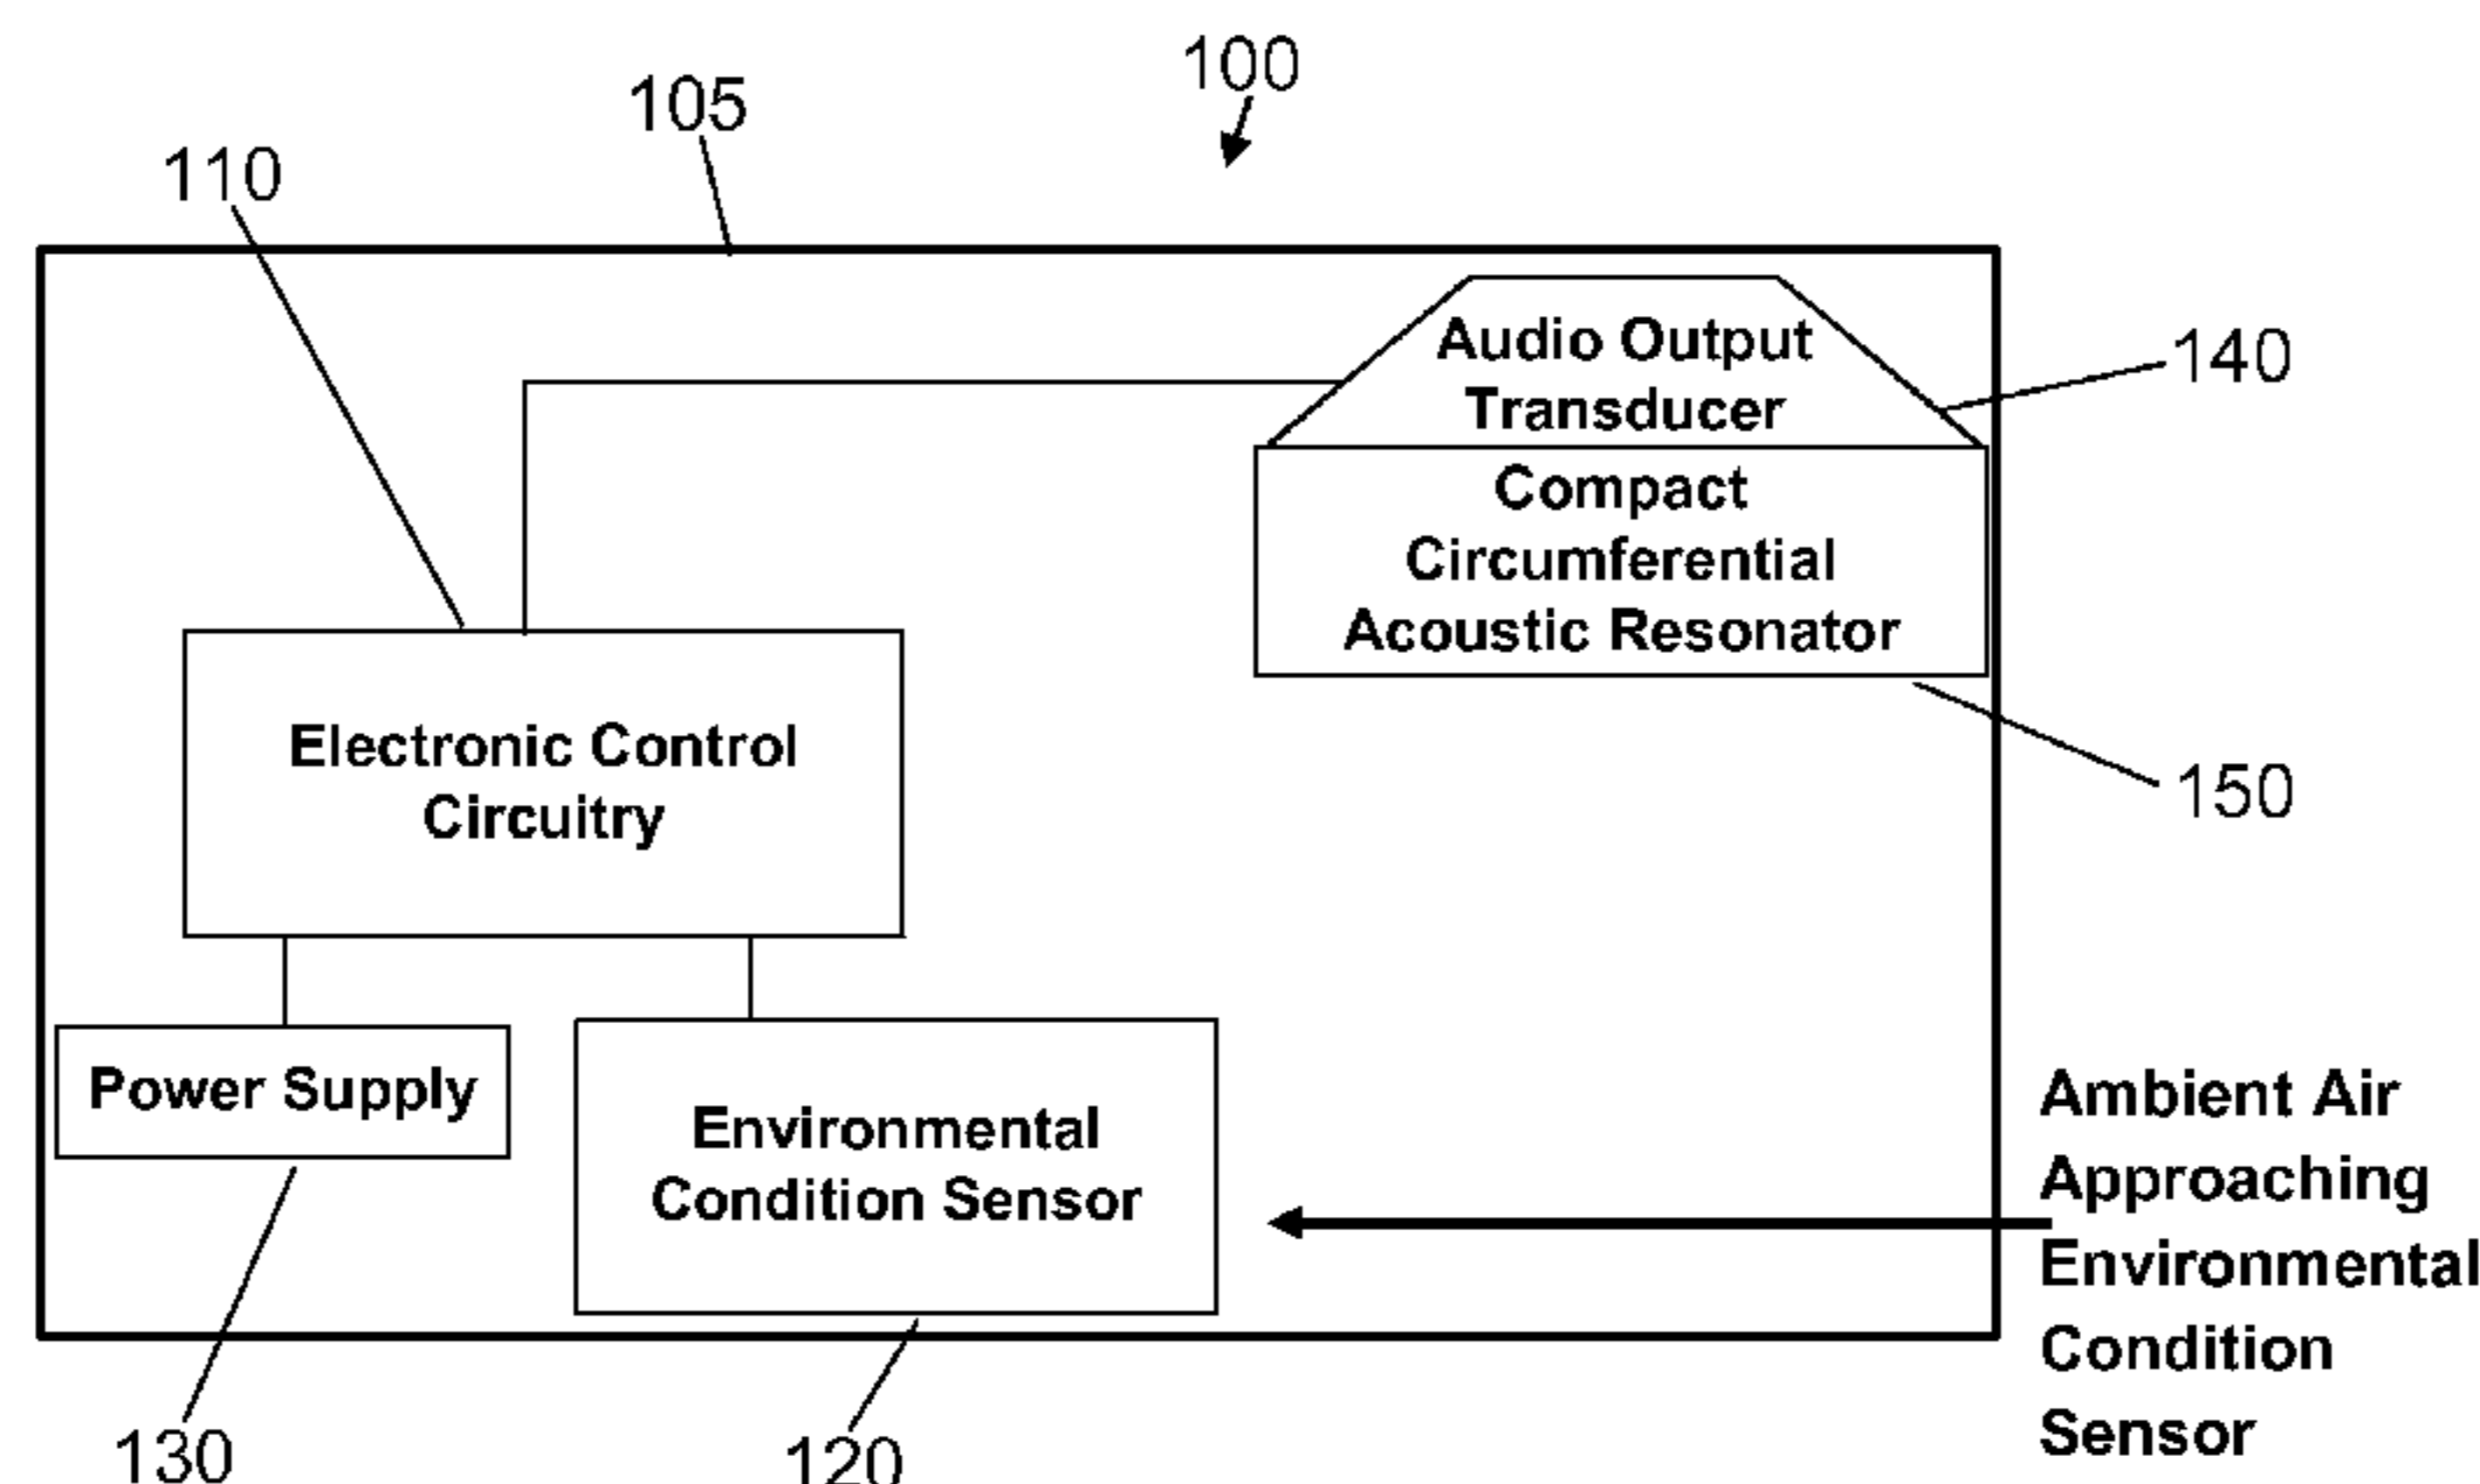 100
105
110
Audio Output
Transducer
140
Compact
Circumferential
Acoustic Resonator
150
Electronic Control
Circuitry
Power Supply
Environmental
Condition Sensor
Ambient Air
Approaching
Environmental
Condition
Sensor
130
120